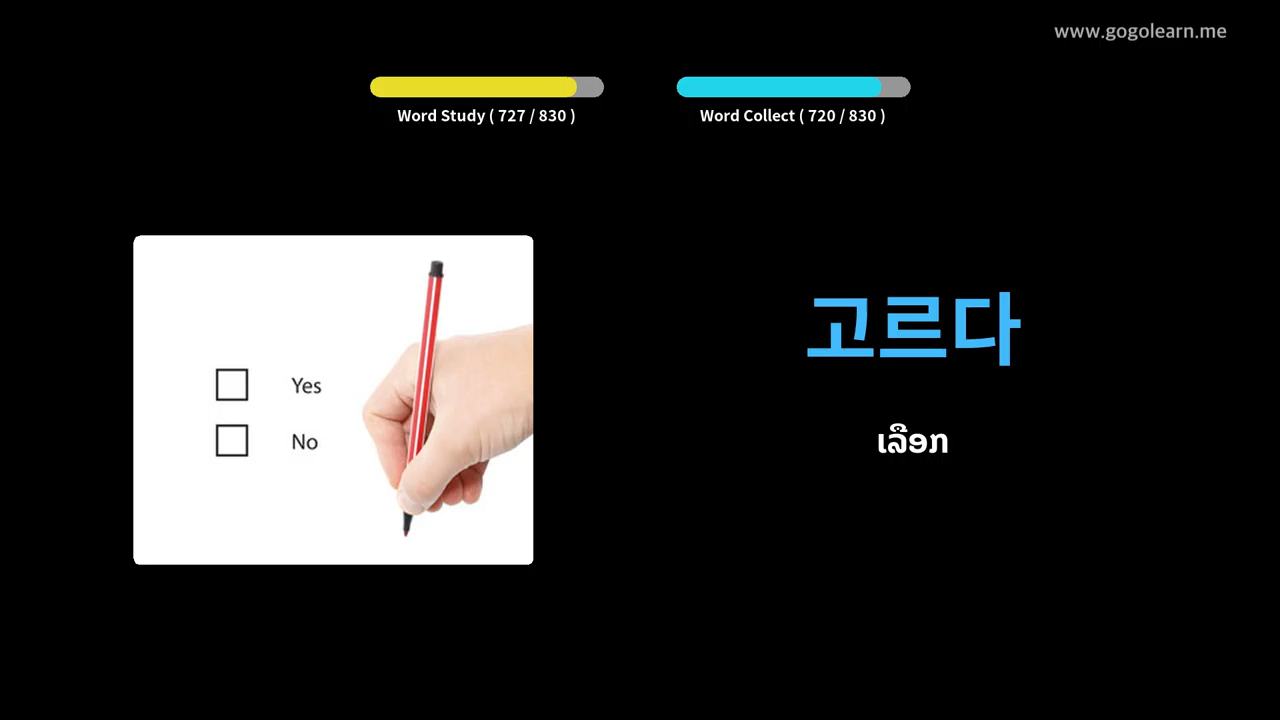 www.gogolearn.me
Word Study ( 727 / 830 )
Word Collect ( 720 / 830 )
Yes
No
고르다
ເລືອກ